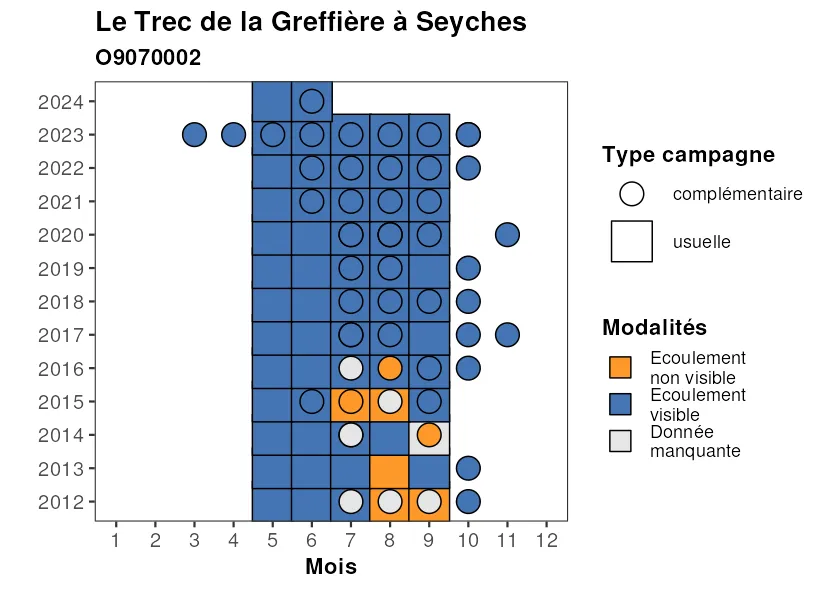 Le Trec de la Greffière à Seyches
O9070002
2024
2023
2022
2021
2020
2019
2018
2017
2016
2015
2014
2013
2012
1 2 3 4 5 6 7 8 9 10 11 12
Mois
Type campagne
complémentaire
usuelle
Modalités
Ecoulement
non visible
Ecoulement
visible
Donnée
manquante